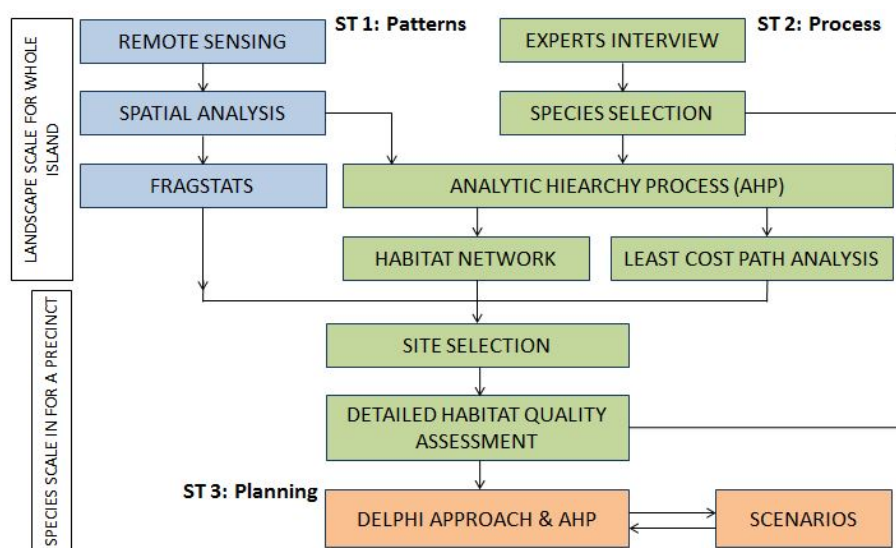 ST 1: Patterns
ST 2: Process
REMOTE SENSING
EXPERTS INTERVIEW
SPATIAL ANALYSIS
SPECIES SELECTION
FRAGSTATS
ANALYTIC HIEARCHY PROCESS (AHP)
HABITAT NETWORK
LEAST COST PATH ANALYSIS
LANDSCAPE SCALE FOR WHOLE
ISLAND
SITE SELECTION
DETAILED HABITAT QUALITY
ASSESSMENT
ST 3: Planning
DELPHI APPROACH & AHP
SCENARIOS
SPECIES SCALE IN FOR A PRECINCT